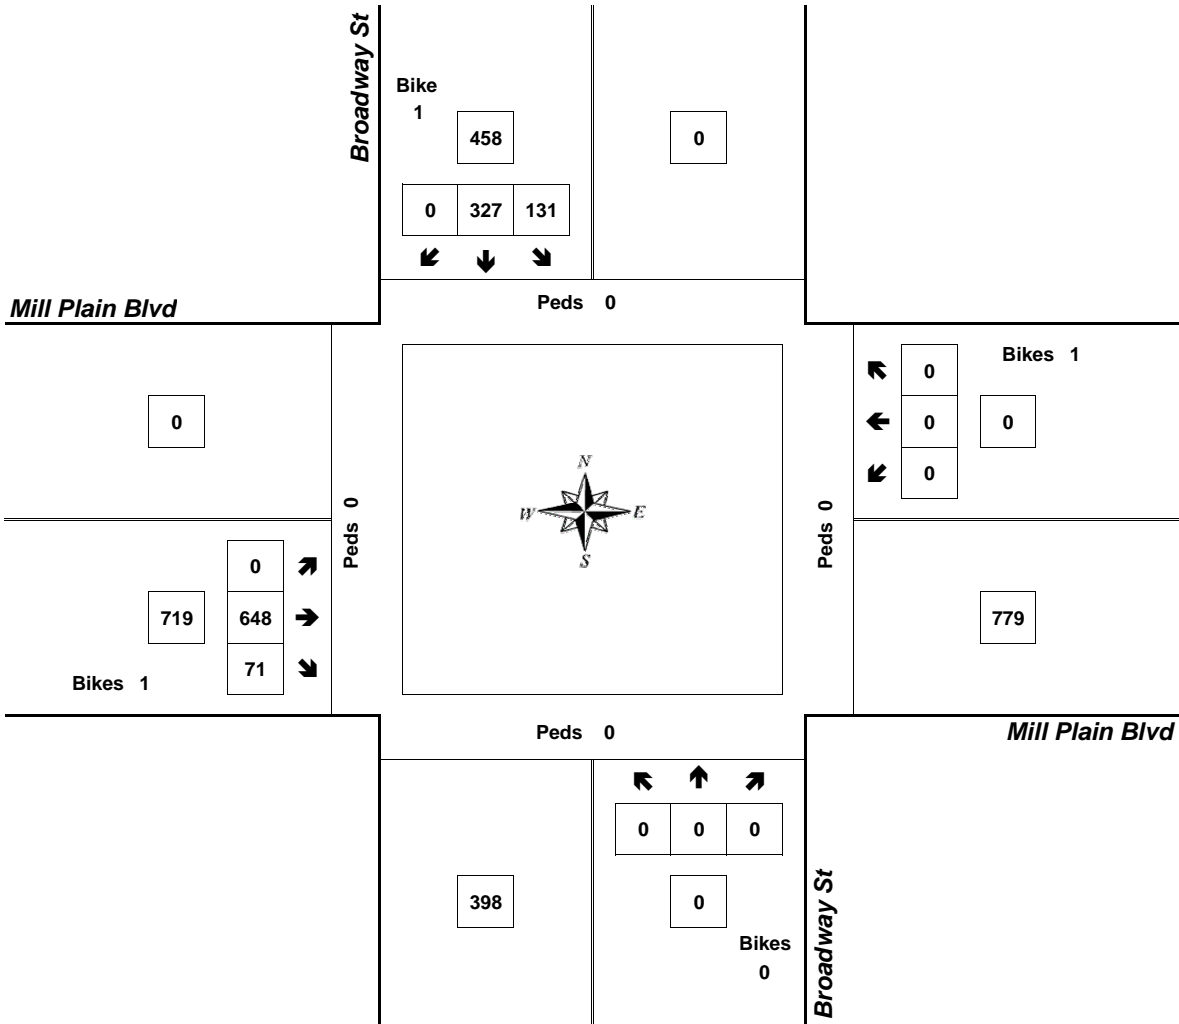 Broadway St
Bike
1
458
0
0 327 131
Mill Plain Blvd
Peds 0
0
Bikes 1
0
0
0
0
N
W E
S
Peds 0
Peds 0
0
719
648
71
Bikes 1
779
Peds 0
Mill Plain Blvd
0 0 0
398
0
Bikes
0
Broadway St